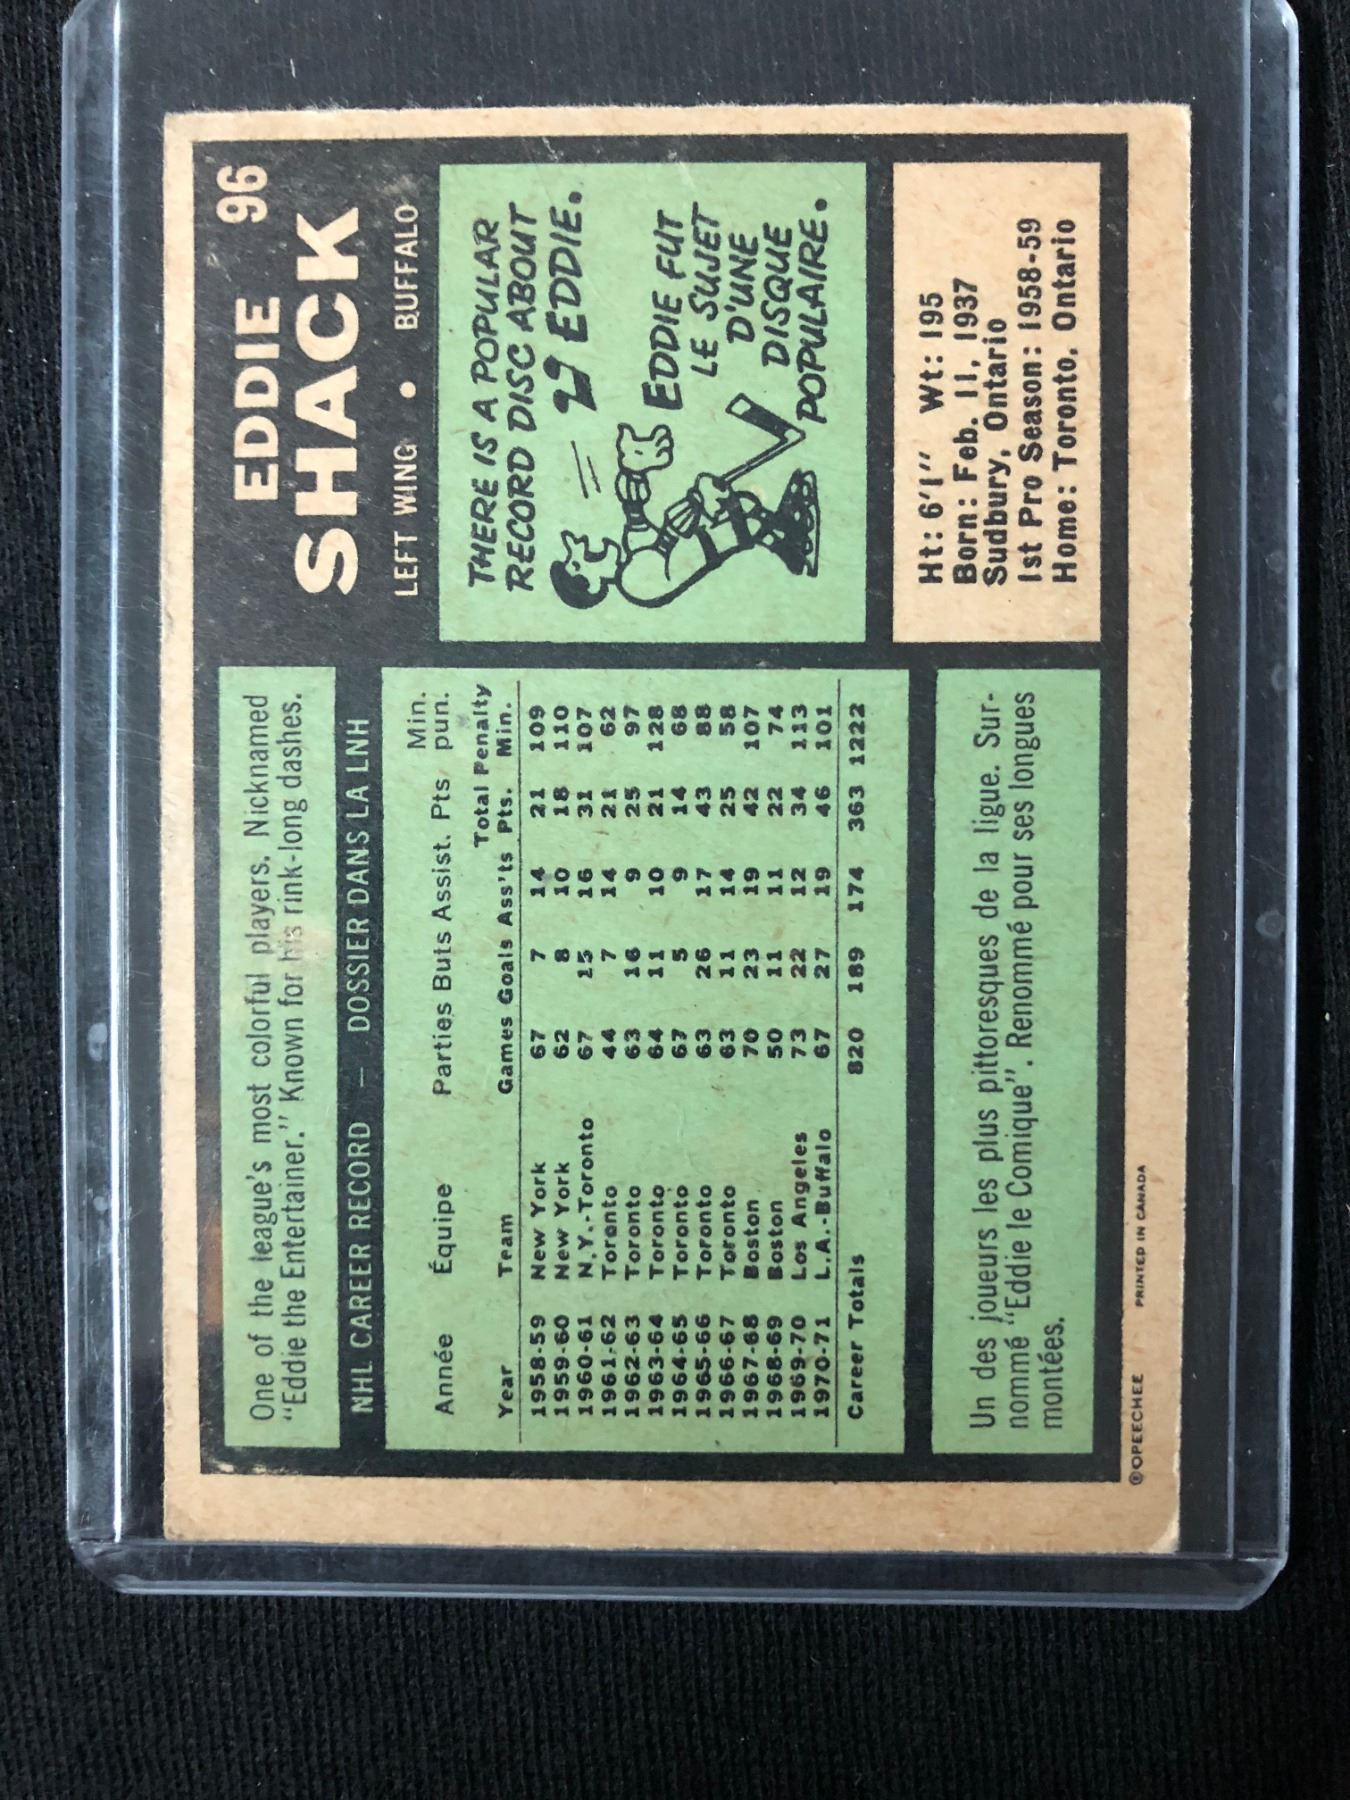 One of the league's most colorful players. Nicknamed
"Eddie the Entertainer." Known for his rink-long dashes.
NHL CAREER RECORD — DOSSIER DANS LA LNH
Année Équipe Parties Buts Assist. Pts Min. pun.
Year Team Games Goals Ass'ts Total Pts. Penalty Min.
1958-59 New York 67 7 14 21 109
1959-60 New York 62 8 10 18 110
1960-61 N.Y.-Toronto 67 15 16 31 107
1961-62 Toronto 44 7 14 21 62
1962-63 Toronto 63 16 9 25 97
1963-64 Toronto 64 11 10 21 128
1964-65 Toronto 67 5 9 14 68
1965-66 Toronto 63 26 17 43 88
1966-67 Toronto 63 11 14 25 58
1967-68 Boston 70 23 19 42 107
1968-69 Boston 50 11 11 22 74
1969-70 Los Angeles 73 22 12 34 113
1970-71 L.A.-Buffalo 67 27 19 46 101
Career Totals 820 189 174 363 1222
Un des joueurs les plus pittoresques de la ligue. Sur-
nommé "Eddie le Comique". Renommé pour ses longues
montées.
EDDIE 96
SHACK
LEFT WING • BUFFALO
THERE IS A POPULAR
RECORD DISC ABOUT
EDDIE.
EDDIE FUT
LE SUJET
D'UNE
DISQUE
POPULAIRE.
Ht: 6'1" Wt: 195
Born: Feb. 11, 1937
Sudbury, Ontario
1st Pro Season: 1958-59
Home: Toronto, Ontario
©OPEECHEE PRINTED IN CANADA